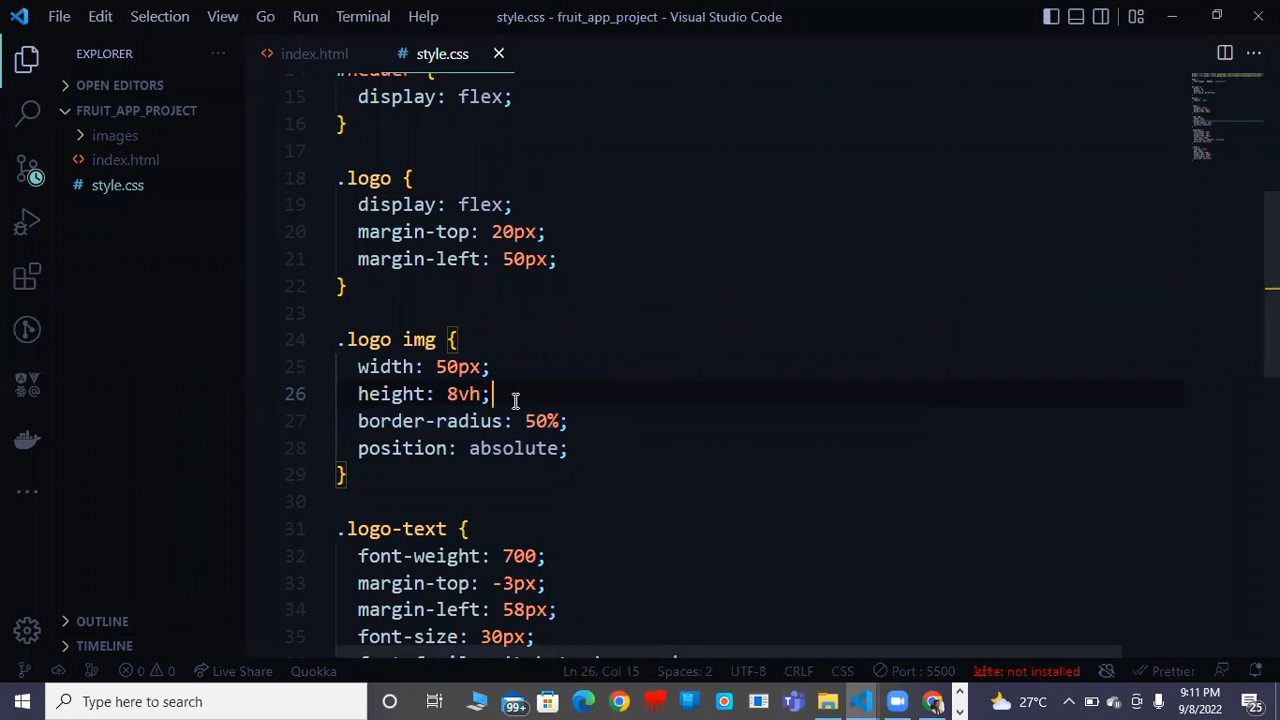 File Edit Selection View Go Run Terminal Help style.css - fruit_app_project - Visual Studio Code
EXPLORER
index.html
# style.css
OPEN EDITORS
FRUIT_APP_PROJECT
images
index.html
# style.css
15 display: flex;
16 }
17
18 .logo {
19 display: flex;
20 margin-top: 20px;
21 margin-left: 50px;
22 }
23
24 .logo img {
25 width: 50px;
26 height: 8vh;
27 border-radius: 50%;
28 position: absolute;
29 }
30
31 .logo-text {
32 font-weight: 700;
33 margin-top: -3px;
34 margin-left: 58px;
35 font-size: 30px;
OUTLINE
TIMELINE
0 0 Live Share Quokka Ln 26, Col 15 Spaces: 2 UTF-8 CRLF CSS Port : 5500 kite: not installed Prettier
Type here to search
99+
27°C
9:11 PM
9/8/2022
25